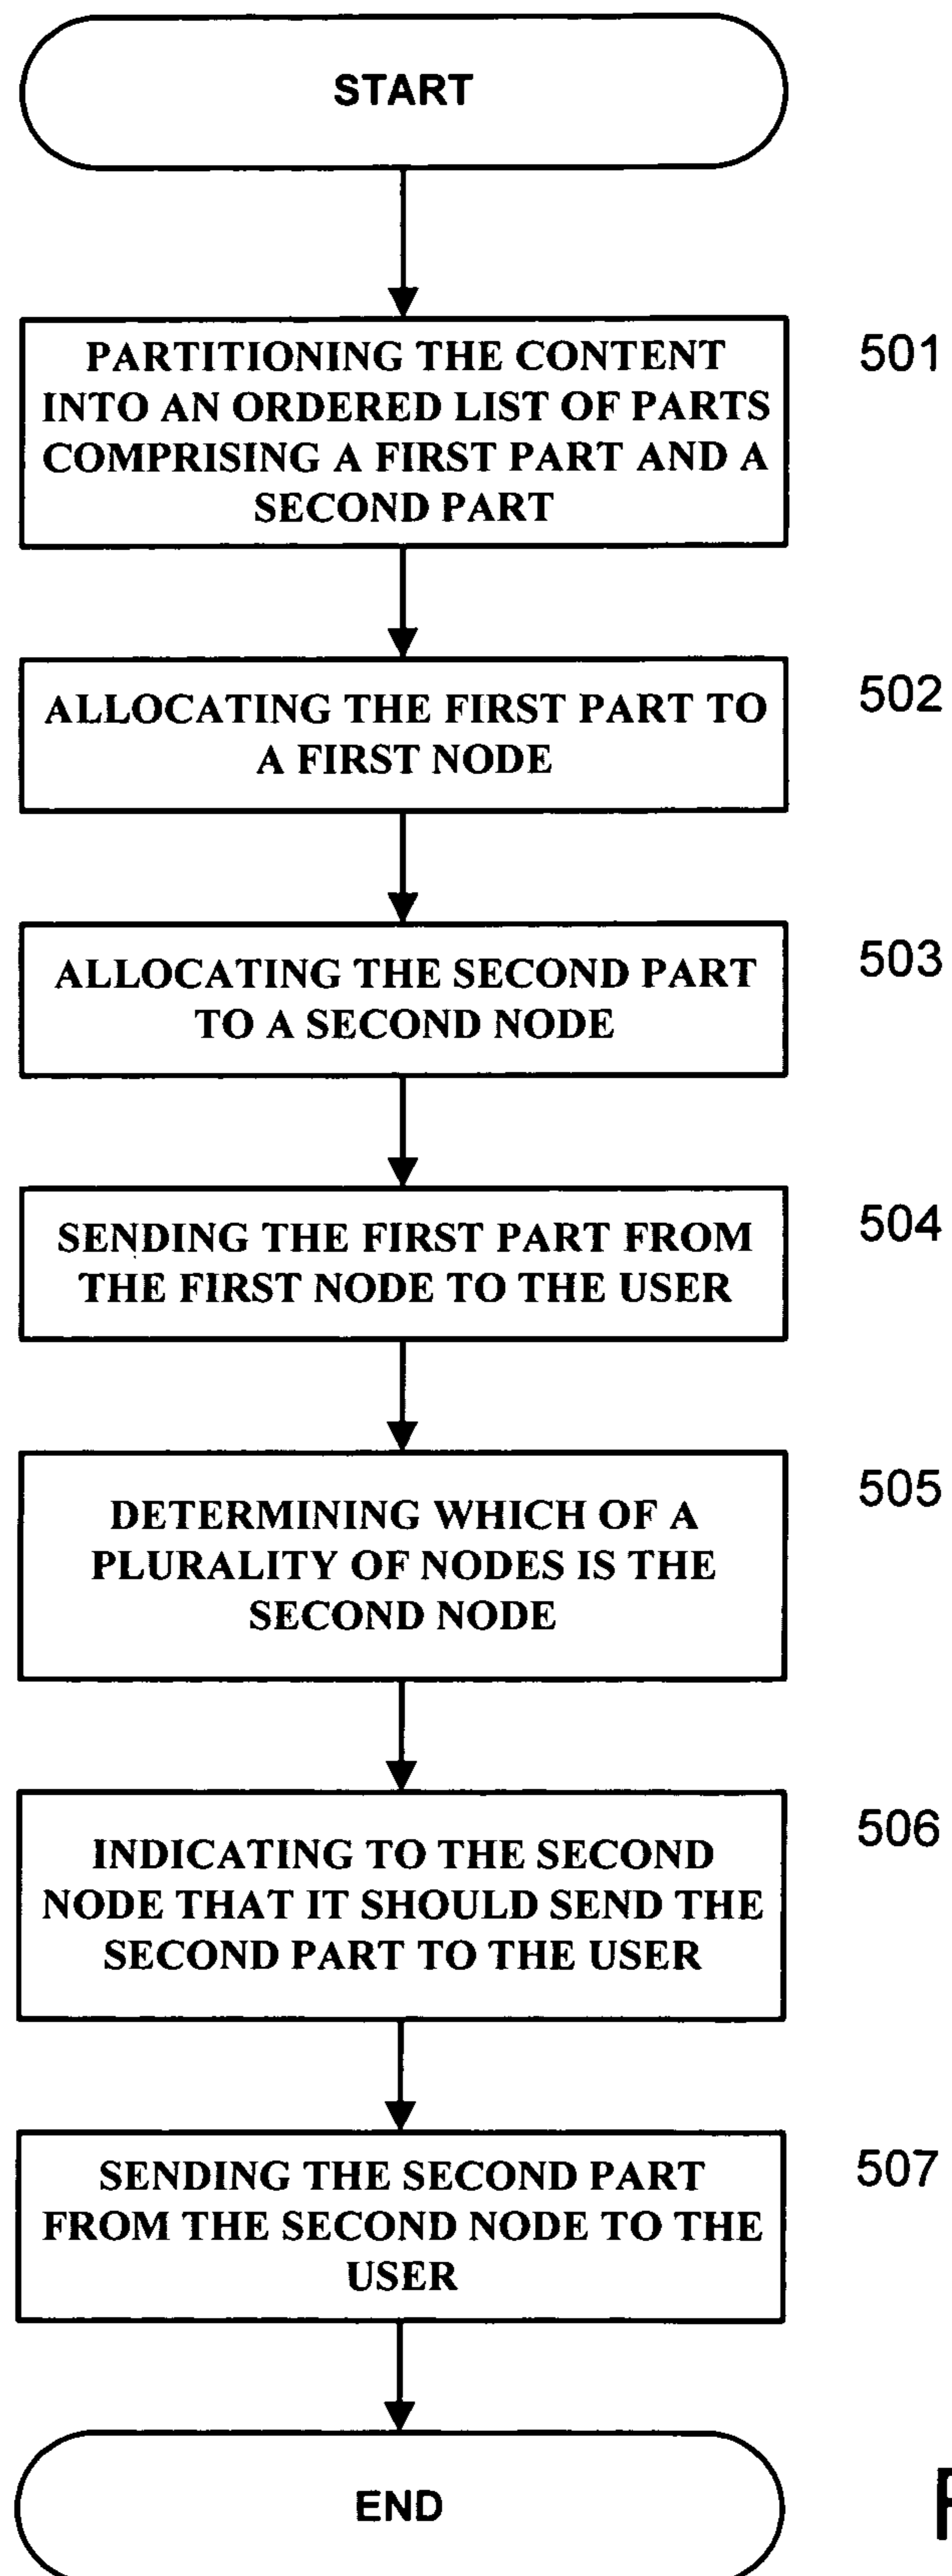 START
PARTITIONING THE CONTENT
INTO AN ORDERED LIST OF PARTS
COMPRISING A FIRST PART AND A
SECOND PART
501
ALLOCATING THE FIRST PART TO
A FIRST NODE
502
ALLOCATING THE SECOND PART
TO A SECOND NODE
503
SENDING THE FIRST PART FROM
THE FIRST NODE TO THE USER
504
DETERMINING WHICH OF A
PLURALITY OF NODES IS THE
SECOND NODE
505
INDICATING TO THE SECOND
NODE THAT IT SHOULD SEND THE
SECOND PART TO THE USER
506
SENDING THE SECOND PART
FROM THE SECOND NODE TO THE
USER
507
END